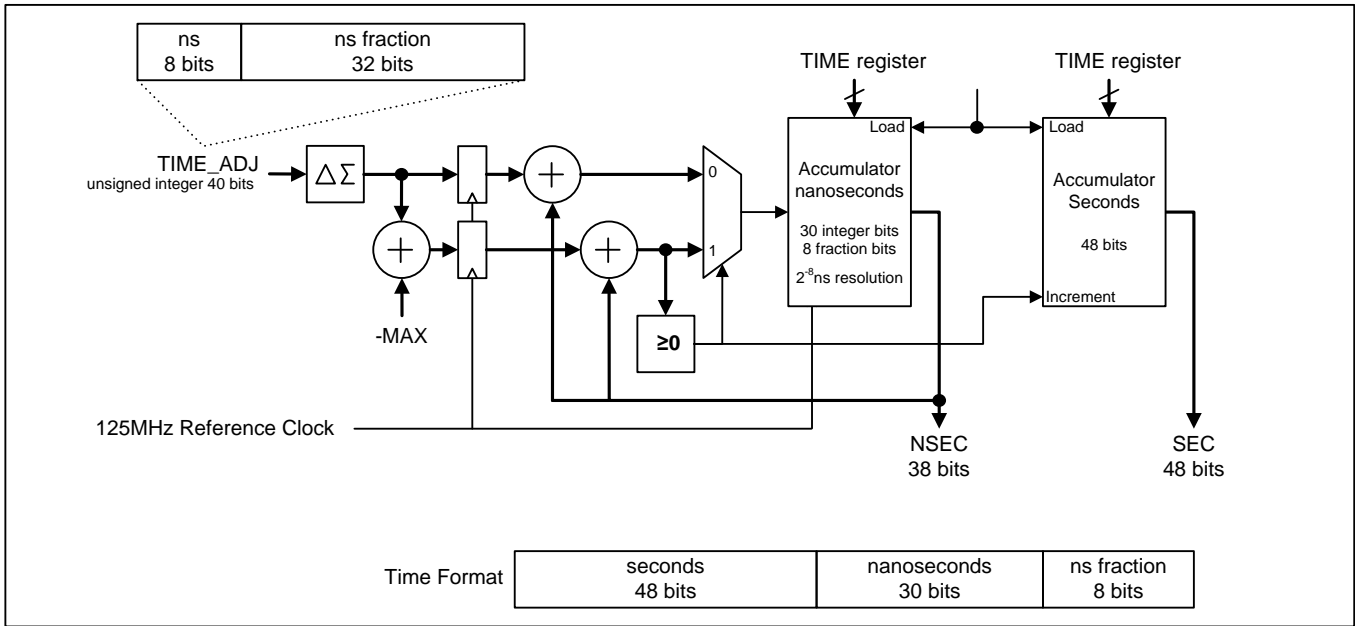 ns
8 bits
ns fraction
32 bits
TIME register
TIME register
TIME_ADJ
unsigned integer 40 bits
ΔΣ
+
0
Load
Accumulator
nanoseconds
30 integer bits
8 fraction bits
2⁻⁸ns resolution
Load
Accumulator
Seconds
48 bits
Increment
+
+
1
-MAX
≥0
125MHz Reference Clock
NSEC
38 bits
SEC
48 bits
Time Format
seconds
48 bits
nanoseconds
30 bits
ns fraction
8 bits